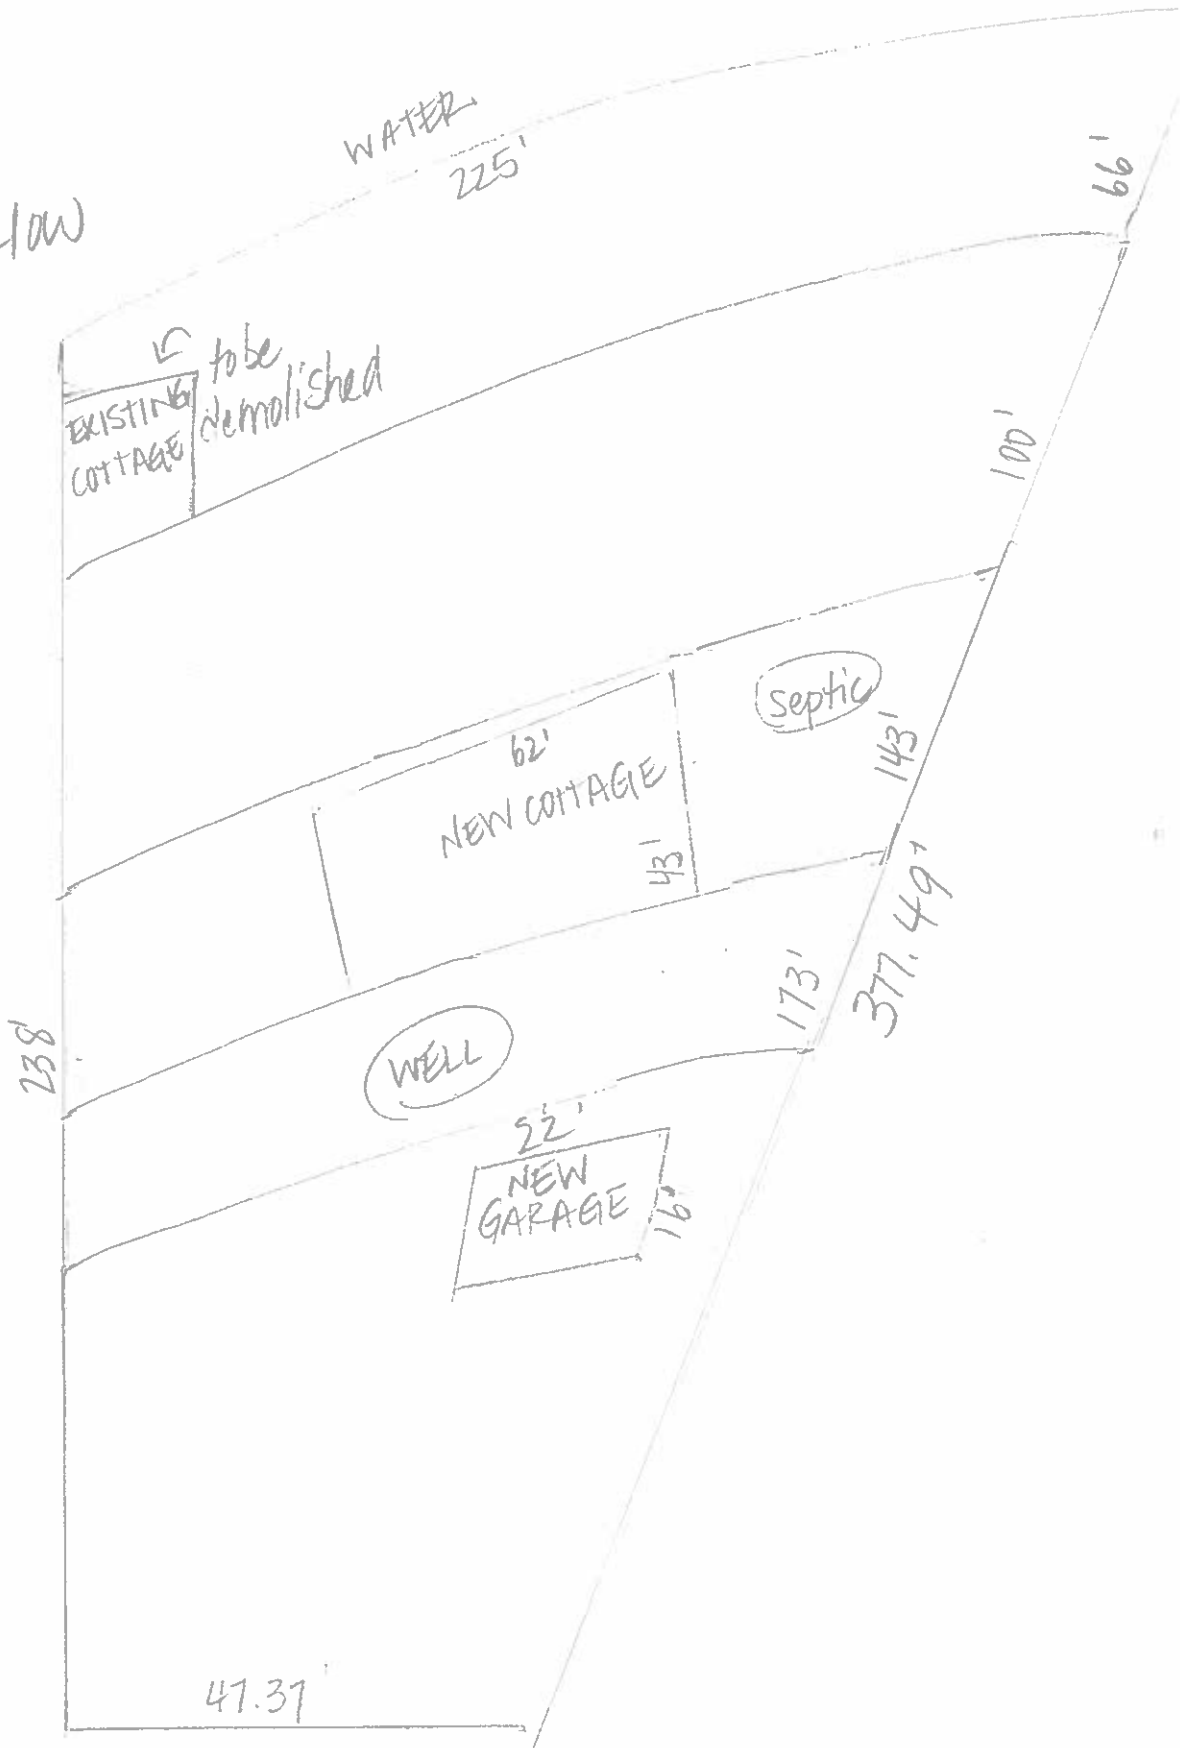 WATER
225'
66'
to be
demolished
EXISTING
COTTAGE
100'
septic
62'
NEW COTTAGE
43'
143'
377.49'
173'
238'
WELL
22'
NEW
GARAGE
16'
47.37'